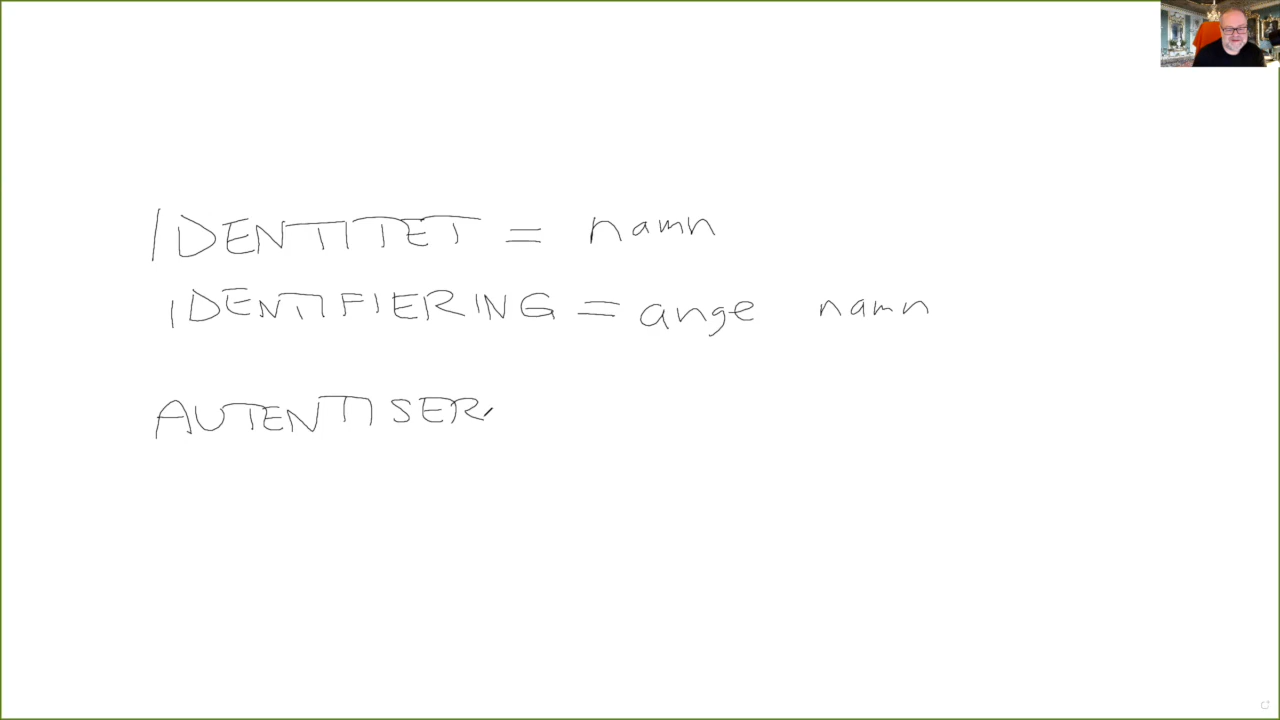 IDENTITET = namn
IDENTIFIERING = ange namn
AUTENTISER